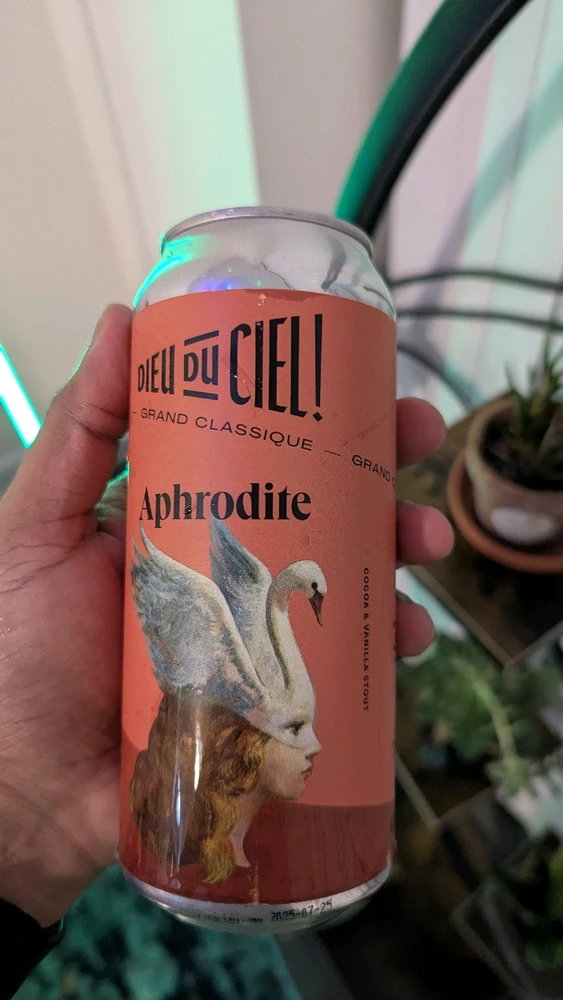 DIEU DU CIEL!
— GRAND CLASSIQUE — GRAND
Aphrodite
COCOA & VANILLA STOUT
2025-07-25